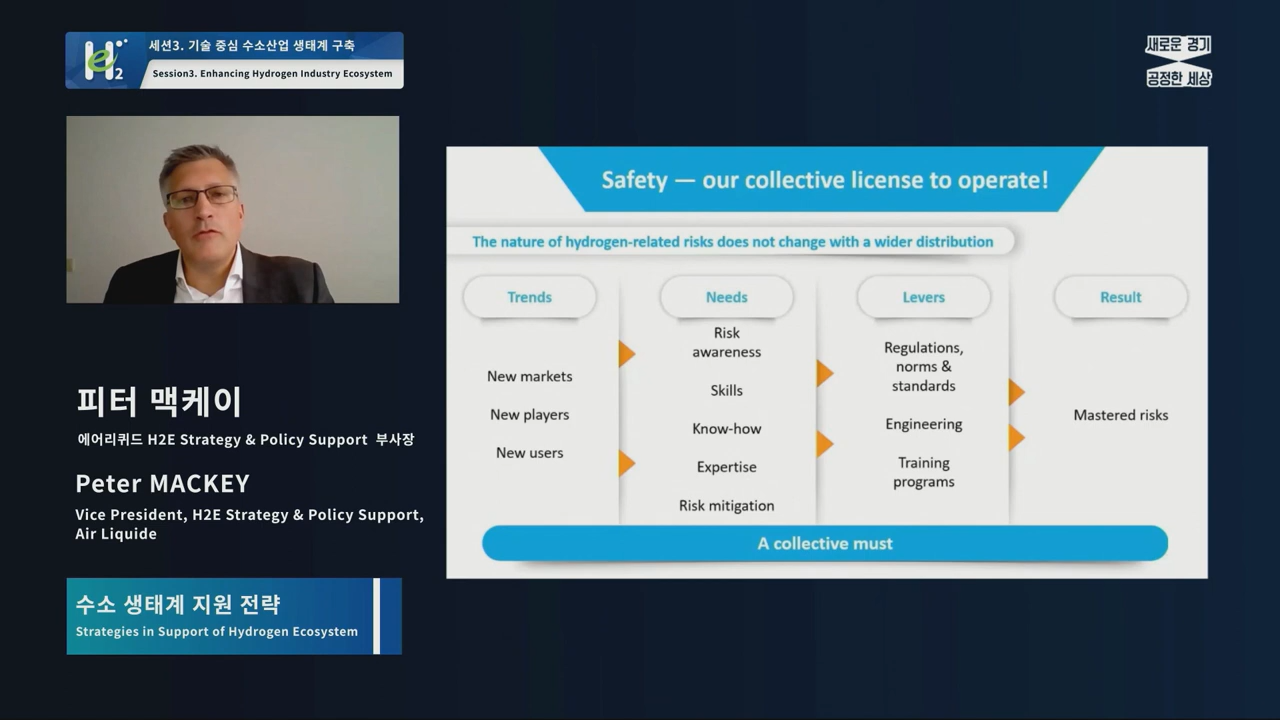 H2e
세션3. 기술 중심 수소산업 생태계 구축
Session3. Enhancing Hydrogen Industry Ecosystem
새로운 경기
공정한 세상
피터 맥케이
에어리퀴드 H2E Strategy & Policy Support 부사장
Peter MACKEY
Vice President, H2E Strategy & Policy Support,
Air Liquide
수소 생태계 지원 전략
Strategies in Support of Hydrogen Ecosystem
Safety — our collective license to operate!
The nature of hydrogen-related risks does not change with a wider distribution
Trends
New markets
New players
New users
Needs
Risk
awareness
Skills
Know-how
Expertise
Risk mitigation
Levers
Regulations,
norms &
standards
Engineering
Training
programs
Result
Mastered risks
A collective must